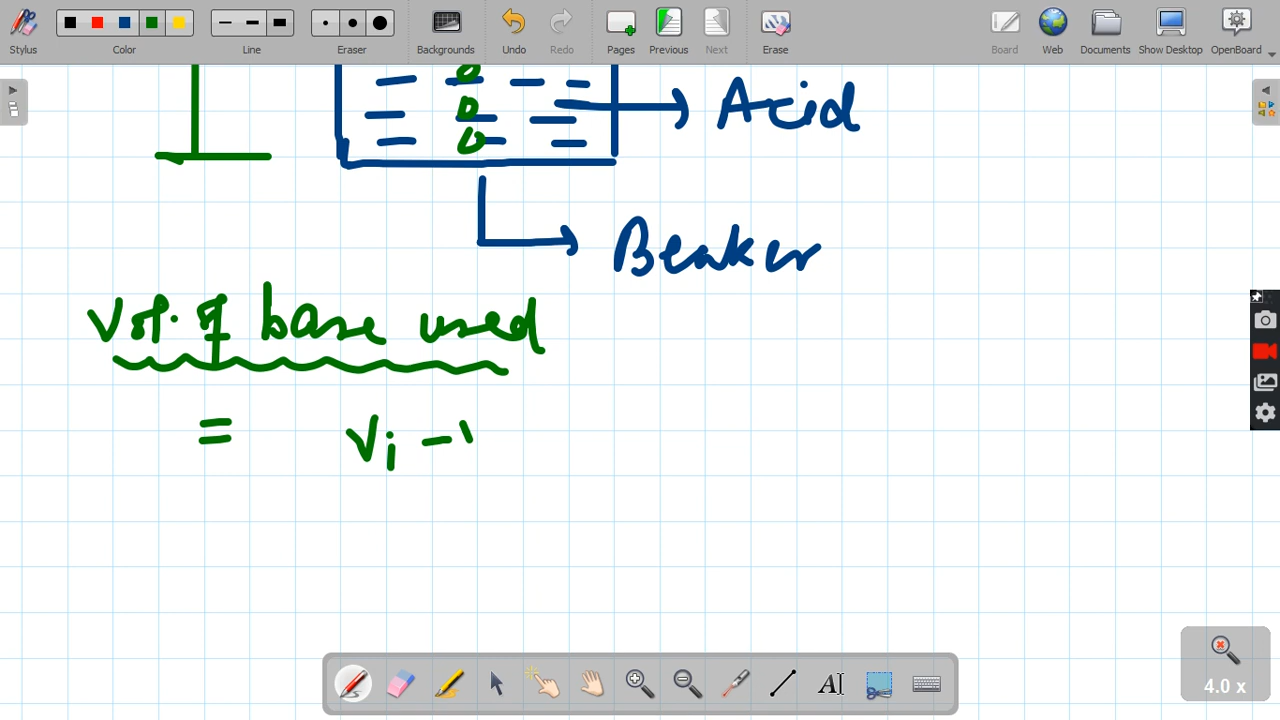 Stylus Color Line Eraser Backgrounds Undo Redo Pages Previous Next Erase Board Web Documents Show Desktop OpenBoard
Acid
Beaker
Vol. of base used
= Vi -
AI
4.0 x